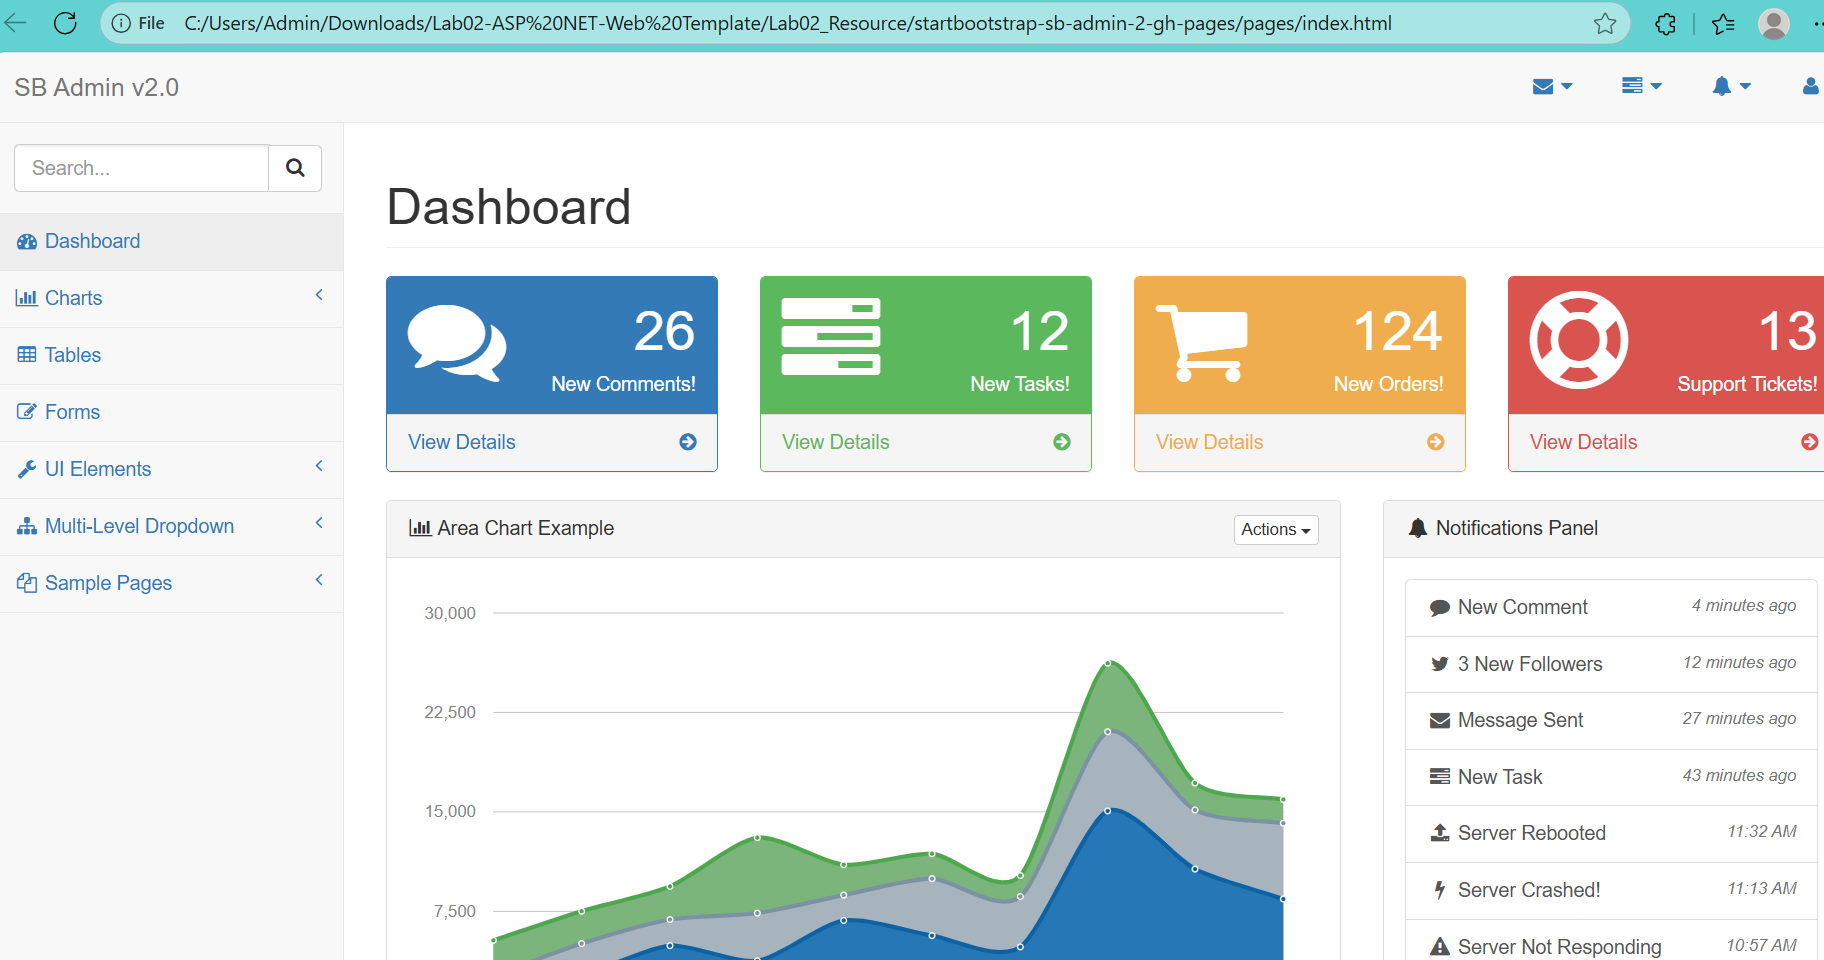 File C:/Users/Admin/Downloads/Lab02-ASP%20NET-Web%20Template/Lab02_Resource/startbootstrap-sb-admin-2-gh-pages/pages/index.html
SB Admin v2.0
Search...
Dashboard
Charts
Tables
Forms
UI Elements
Multi-Level Dropdown
Sample Pages
Dashboard
26
New Comments!
View Details
12
New Tasks!
View Details
124
New Orders!
View Details
13
Support Tickets!
View Details
Area Chart Example
Actions
30,000
22,500
15,000
7,500
Notifications Panel
New Comment 4 minutes ago
3 New Followers 12 minutes ago
Message Sent 27 minutes ago
New Task 43 minutes ago
Server Rebooted 11:32 AM
Server Crashed! 11:13 AM
Server Not Responding 10:57 AM